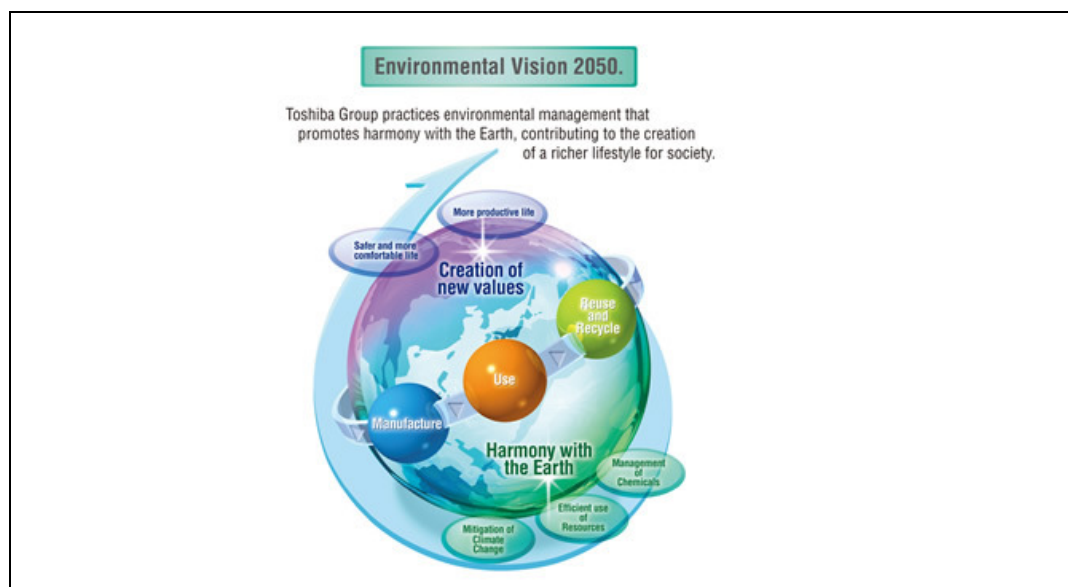 Environmental Vision 2050.
Toshiba Group practices environmental management that
promotes harmony with the Earth, contributing to the creation
of a richer lifestyle for society.
More productive life
Safer and more
comfortable life
Creation of
new values
Reuse
and
Recycle
Use
Manufacture
Harmony with
the Earth
Management
of
Chemicals
Efficient use
of
Resources
Mitigation of
Climate
Change